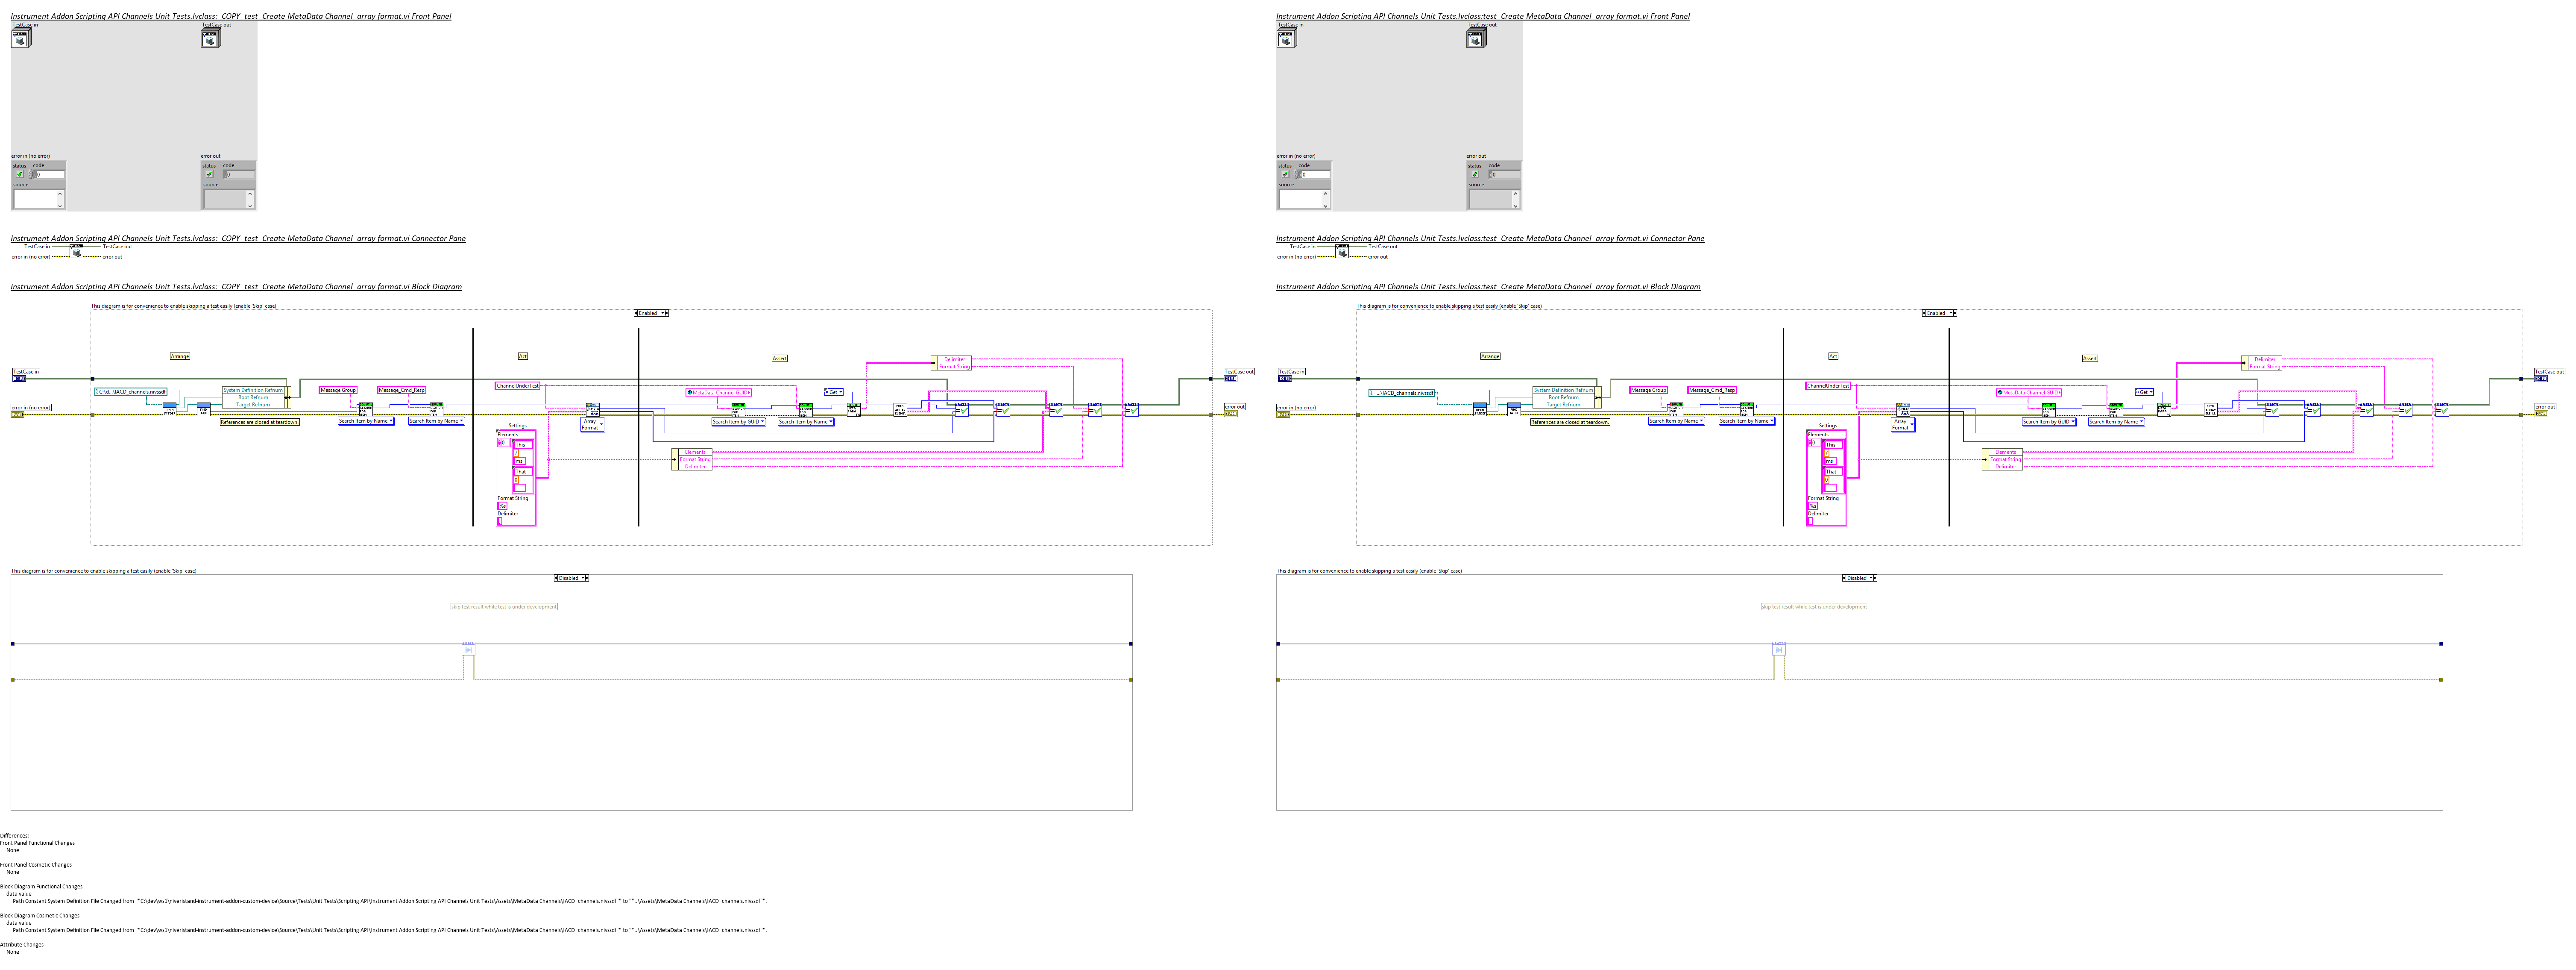 Instrument Addon Scripting API Channels Unit Tests.lvclass:_COPY_test_Create MetaData Channel_array format.vi Front Panel
TestCase in
TestCase out
error in (no error)
error out
status code
0
source
status code
0
source
Instrument Addon Scripting API Channels Unit Tests.lvclass:_COPY_test_Create MetaData Channel_array format.vi Connector Pane
TestCase in
TestCase out
error in (no error)
error out
Instrument Addon Scripting API Channels Unit Tests.lvclass:_COPY_test_Create MetaData Channel_array format.vi Block Diagram
This diagram is for convenience to enable skipping a test easily (enable 'Skip' case)
Enabled
Arrange
Act
Assert
Delimiter
Format String
TestCase in
TestCase out
System Definition Refnum
Root Refnum
Target Refnum
Message Group
Message_Cmd_Resp
ChannelUnderTest
MetaData Channel GUID
Get
error in (no error)
error out
References are closed at teardown.
Search Item by Name
Search Item by Name
Array Format
Search Item by GUID
Search Item by Name
Settings
Elements
0
This
ms
That
0
Format String
%s
Delimiter
Elements
Format String
Delimiter
This diagram is for convenience to enable skipping a test easily (enable 'Skip' case)
Disabled
skip test result while test is under development
Instrument Addon Scripting API Channels Unit Tests.lvclass:test_Create MetaData Channel_array format.vi Front Panel
TestCase in
TestCase out
error in (no error)
error out
status code
0
source
status code
0
source
Instrument Addon Scripting API Channels Unit Tests.lvclass:test_Create MetaData Channel_array format.vi Connector Pane
TestCase in
TestCase out
error in (no error)
error out
Instrument Addon Scripting API Channels Unit Tests.lvclass:test_Create MetaData Channel_array format.vi Block Diagram
This diagram is for convenience to enable skipping a test easily (enable 'Skip' case)
Enabled
Arrange
Act
Assert
Delimiter
Format String
TestCase in
TestCase out
System Definition Refnum
Root Refnum
Target Refnum
Message Group
Message_Cmd_Resp
ChannelUnderTest
MetaData Channel GUID
Get
error in (no error)
error out
References are closed at teardown.
Search Item by Name
Search Item by Name
Array Format
Search Item by GUID
Search Item by Name
Settings
Elements
0
This
ms
That
0
Format String
%s
Delimiter
Elements
Format String
Delimiter
This diagram is for convenience to enable skipping a test easily (enable 'Skip' case)
Disabled
skip test result while test is under development
Differences:
Front Panel Functional Changes
None
Front Panel Cosmetic Changes
None
Block Diagram Functional Changes
data value
Path Constant System Definition File Changed from ""C:\dev\ws1\niveristand-instrument-addon-custom-device\Source\Tests\Unit Tests\Scripting API\Instrument Addon Scripting API Channels Unit Tests\Assets\MetaData Channels\IACD_channels.nivssdf"" to ""..\Assets\MetaData Channels\IACD_channels.nivssdf"".
Block Diagram Cosmetic Changes
data value
Path Constant System Definition File Changed from ""C:\dev\ws1\niveristand-instrument-addon-custom-device\Source\Tests\Unit Tests\Scripting API\Instrument Addon Scripting API Channels Unit Tests\Assets\MetaData Channels\IACD_channels.nivssdf"" to ""..\Assets\MetaData Channels\IACD_channels.nivssdf"".
Attribute Changes
None